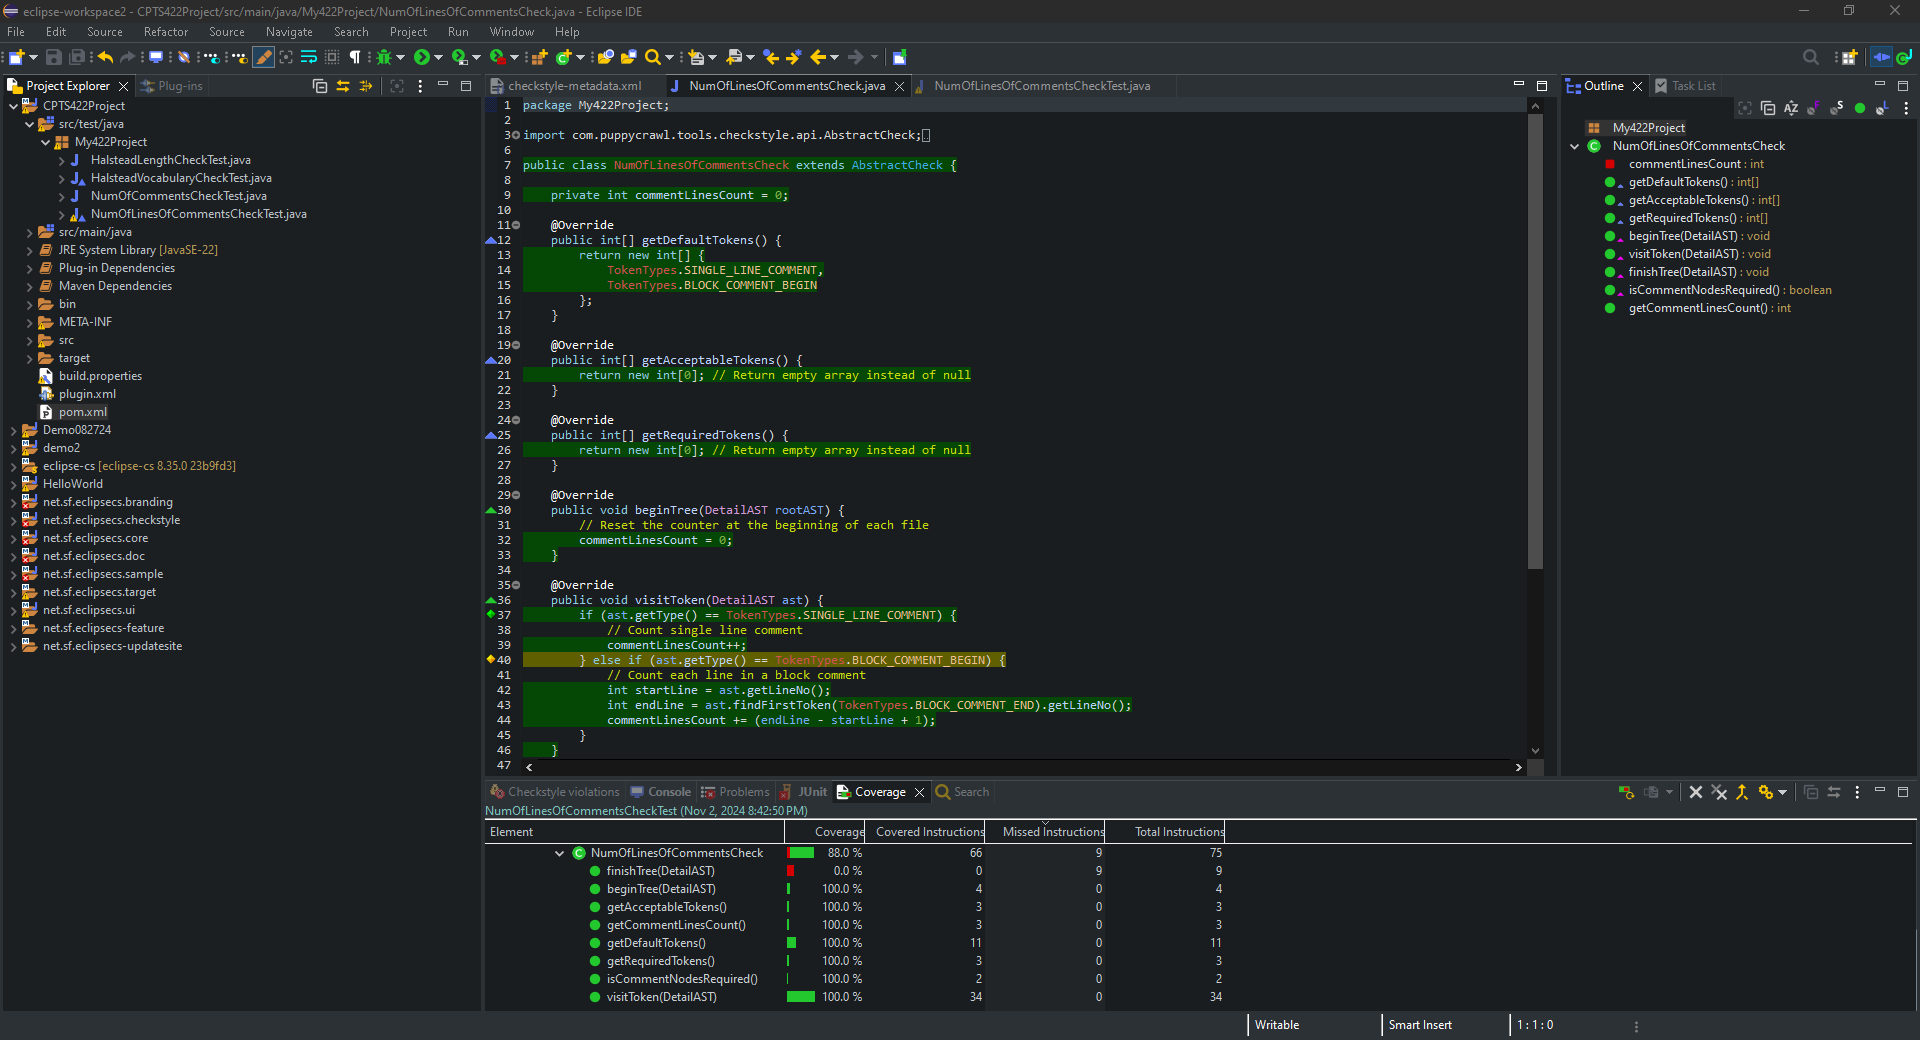 eclipse-workspace2 - CPTS422Project/src/main/java/My422Project/NumOfLinesOfCommentsCheck.java - Eclipse IDE
File Edit Source Refactor Source Navigate Search Project Run Window Help
Project Explorer Plug-ins
CPTS422Project
src/test/java
My422Project
HalsteadLengthCheckTest.java
HalsteadVocabularyCheckTest.java
NumOfCommentsCheckTest.java
NumOfLinesOfCommentsCheckTest.java
src/main/java
JRE System Library [JavaSE-22]
Plug-in Dependencies
Maven Dependencies
bin
META-INF
src
target
build.properties
plugin.xml
pom.xml
Demo082724
demo2
eclipse-cs [eclipse-cs 8.35.0 23b9fd3]
HelloWorld
net.sf.eclipsecs.branding
net.sf.eclipsecs.checkstyle
net.sf.eclipsecs.core
net.sf.eclipsecs.doc
net.sf.eclipsecs.sample
net.sf.eclipsecs.target
net.sf.eclipsecs.ui
net.sf.eclipsecs-feature
net.sf.eclipsecs-updatesite
checkstyle-metadata.xml NumOfLinesOfCommentsCheck.java NumOfLinesOfCommentsCheckTest.java
1 package My422Project;
2
3 import com.puppycrawl.tools.checkstyle.api.AbstractCheck;
6
7 public class NumOfLinesOfCommentsCheck extends AbstractCheck {
8
9 private int commentLinesCount = 0;
10
11 @Override
12 public int[] getDefaultTokens() {
13 return new int[] {
14 TokenTypes.SINGLE_LINE_COMMENT,
15 TokenTypes.BLOCK_COMMENT_BEGIN
16 };
17 }
18
19 @Override
20 public int[] getAcceptableTokens() {
21 return new int[0]; // Return empty array instead of null
22 }
23
24 @Override
25 public int[] getRequiredTokens() {
26 return new int[0]; // Return empty array instead of null
27 }
28
29 @Override
30 public void beginTree(DetailAST rootAST) {
31 // Reset the counter at the beginning of each file
32 commentLinesCount = 0;
33 }
34
35 @Override
36 public void visitToken(DetailAST ast) {
37 if (ast.getType() == TokenTypes.SINGLE_LINE_COMMENT) {
38 // Count single line comment
39 commentLinesCount++;
40 } else if (ast.getType() == TokenTypes.BLOCK_COMMENT_BEGIN) {
41 // Count each line in a block comment
42 int startLine = ast.getLineNo();
43 int endLine = ast.findFirstToken(TokenTypes.BLOCK_COMMENT_END).getLineNo();
44 commentLinesCount += (endLine - startLine + 1);
45 }
46 }
47
Outline Task List
My422Project
NumOfLinesOfCommentsCheck
commentLinesCount : int
getDefaultTokens() : int[]
getAcceptableTokens() : int[]
getRequiredTokens() : int[]
beginTree(DetailAST) : void
visitToken(DetailAST) : void
finishTree(DetailAST) : void
isCommentNodesRequired() : boolean
getCommentLinesCount() : int
Checkstyle violations Console Problems JUnit Coverage Search
NumOfLinesOfCommentsCheckTest (Nov 2, 2024 8:42:50 PM)
Element Coverage Covered Instructions Missed Instructions Total Instructions
NumOfLinesOfCommentsCheck 88.0 % 66 9 75
finishTree(DetailAST) 0.0 % 0 9 9
beginTree(DetailAST) 100.0 % 4 0 4
getAcceptableTokens() 100.0 % 3 0 3
getCommentLinesCount() 100.0 % 3 0 3
getDefaultTokens() 100.0 % 11 0 11
getRequiredTokens() 100.0 % 3 0 3
isCommentNodesRequired() 100.0 % 2 0 2
visitToken(DetailAST) 100.0 % 34 0 34
Writable Smart Insert 1 : 1 : 0